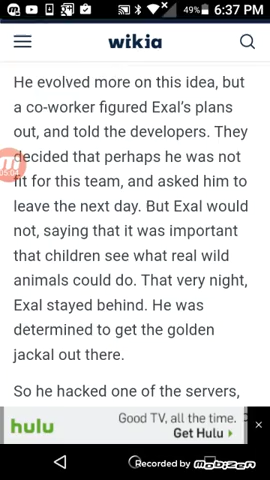 49% 6:37 PM
wikia
He evolved more on this idea, but
a co-worker figured Exal's plans
out, and told the developers. They
decided that perhaps he was not
fit for this team, and asked him to
05:04
leave the next day. But Exal would
not, saying that it was important
that children see what real wild
animals could do. That very night,
Exal stayed behind. He was
determined to get the golden
jackal out there.
So he hacked one of the servers,
hulu
Good TV, all the time.
Get Hulu
Recorded by mobizen